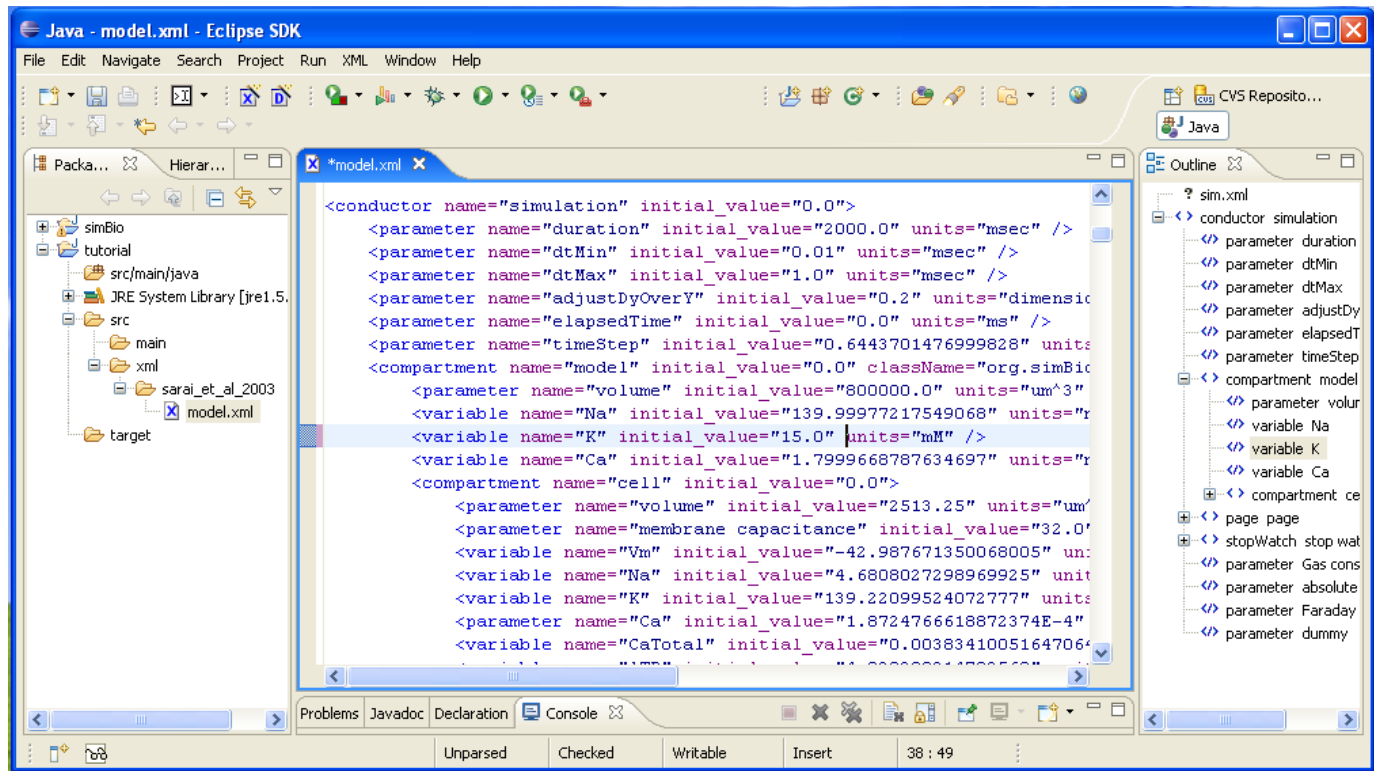 Java - model.xml - Eclipse SDK
File Edit Navigate Search Project Run XML Window Help
CVS Reposito...
Java
Packa... Hierar...
simBio
tutorial
src/main/java
JRE System Library [jre1.5.
src
main
xml
sarai_et_al_2003
model.xml
target
*model.xml
<conductor name="simulation" initial_value="0.0">
<parameter name="duration" initial_value="2000.0" units="msec" />
<parameter name="dtMin" initial_value="0.01" units="msec" />
<parameter name="dtMax" initial_value="1.0" units="msec" />
<parameter name="adjustDyOverY" initial_value="0.2" units="dimensic
<parameter name="elapsedTime" initial_value="0.0" units="ms" />
<parameter name="timeStep" initial_value="0.6443701476999828" units
<compartment name="model" initial_value="0.0" className="org.simBio
<parameter name="volume" initial_value="800000.0" units="um^3"
<variable name="Na" initial_value="139.99977217549068" units="m
<variable name="K" initial_value="15.0" units="mM" />
<variable name="Ca" initial_value="1.7999668787634697" units="m
<compartment name="cell" initial_value="0.0">
<parameter name="volume" initial_value="2513.25" units="um^
<parameter name="membrane capacitance" initial_value="32.0"
<variable name="Vm" initial_value="-42.987671350068005" uni
<variable name="Na" initial_value="4.6808027298969925" unit
<variable name="K" initial_value="139.22099524072777" units
<parameter name="Ca" initial_value="1.8724766618872374E-4"
<variable name="CaTotal" initial_value="0.00383410051647064
Outline
? sim.xml
conductor simulation
parameter duration
parameter dtMin
parameter dtMax
parameter adjustDy
parameter elapsedT
parameter timeStep
compartment model
parameter volur
variable Na
variable K
variable Ca
compartment ce
page page
stopWatch stop wat
parameter Gas cons
parameter absolute
parameter Faraday
parameter dummy
Problems Javadoc Declaration Console
Unparsed Checked Writable Insert 38 : 49